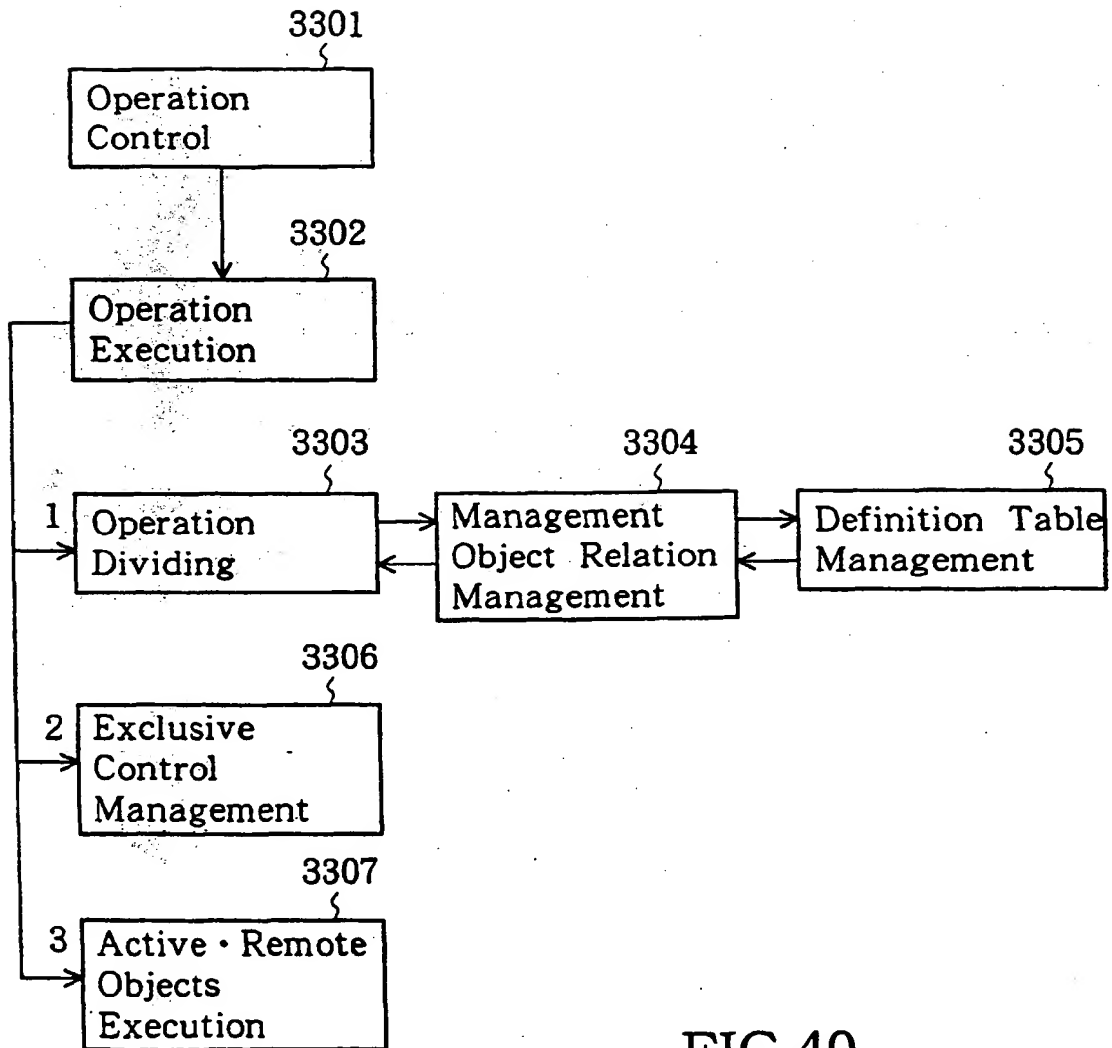 3301
Operation
Control
3302
Operation
Execution
3303
1
Operation
Dividing
3304
Management
Object Relation
Management
3305
Definition Table
Management
3306
2
Exclusive
Control
Management
3307
3
Active・Remote
Objects
Execution
FIG.49